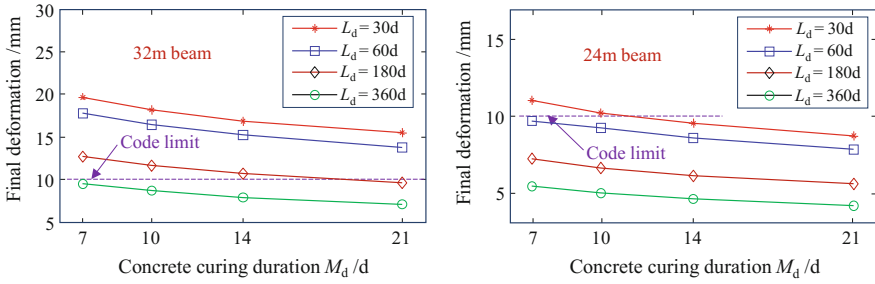 Final deformation /mm
30
25
20
15
10
5
32m beam
L_d = 30d
L_d = 60d
L_d = 180d
L_d = 360d
Code limit
7 10 14 21
Concrete curing duration M_d /d
Final deformation /mm
15
10
5
24m beam
L_d = 30d
L_d = 60d
L_d = 180d
L_d = 360d
Code limit
7 10 14 21
Concrete curing duration M_d /d